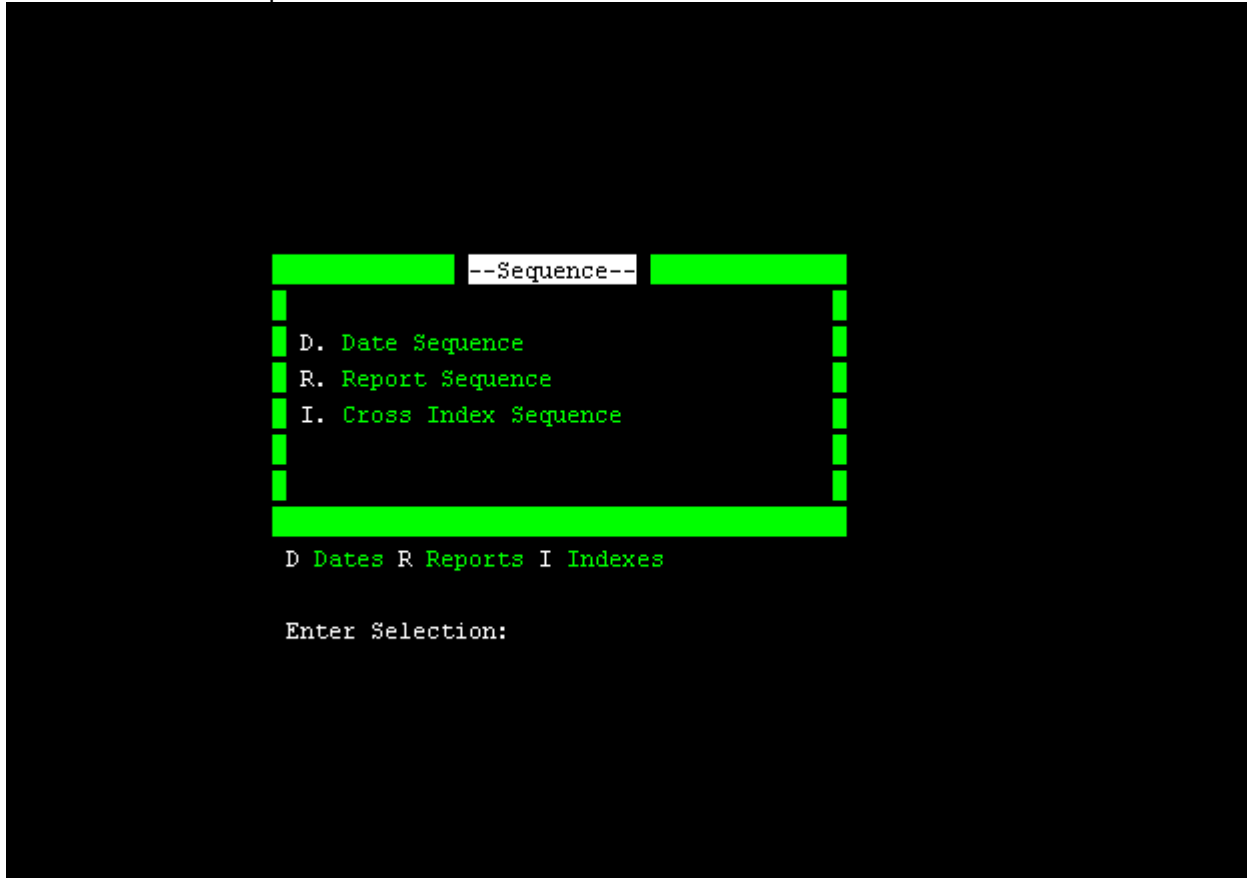 --Sequence--
D. Date Sequence
R. Report Sequence
I. Cross Index Sequence
D Dates R Reports I Indexes
Enter Selection: